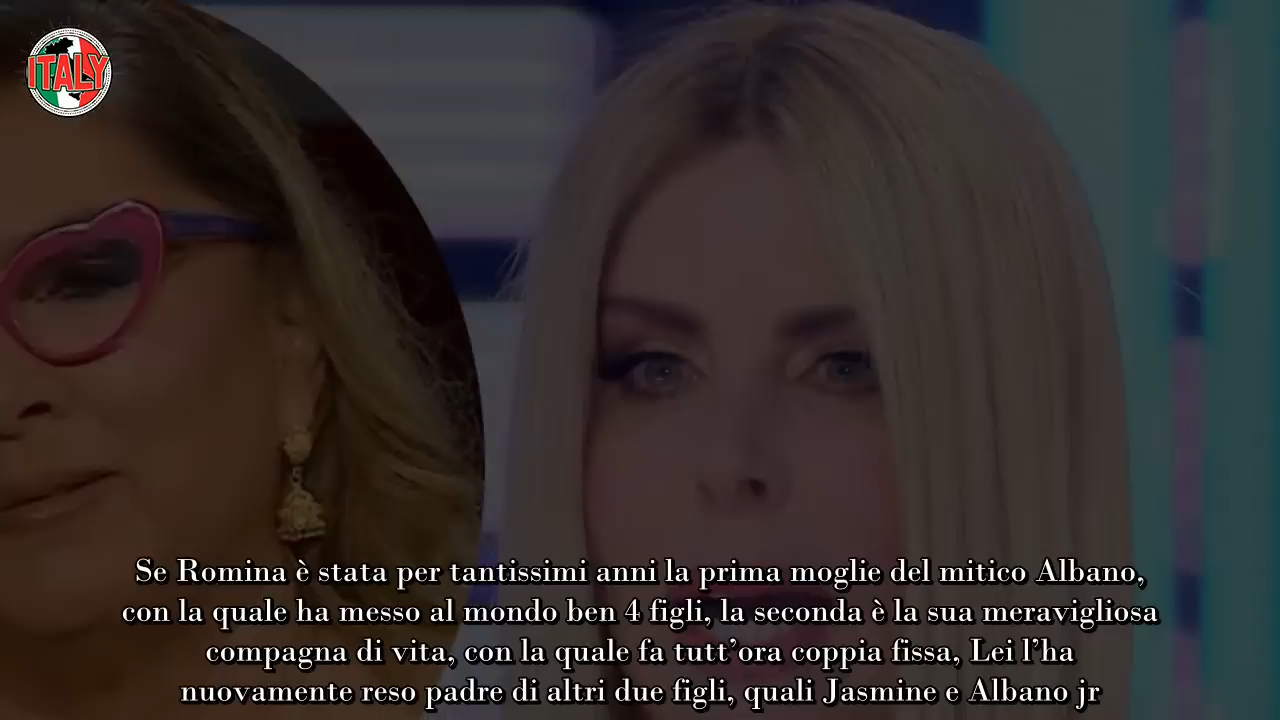 ITALY
Se Romina è stata per tantissimi anni la prima moglie del mitico Albano,
con la quale ha messo al mondo ben 4 figli, la seconda è la sua meravigliosa
compagna di vita, con la quale fa tutt’ora coppia fissa, Lei l’ha
nuovamente reso padre di altri due figli, quali Jasmine e Albano jr